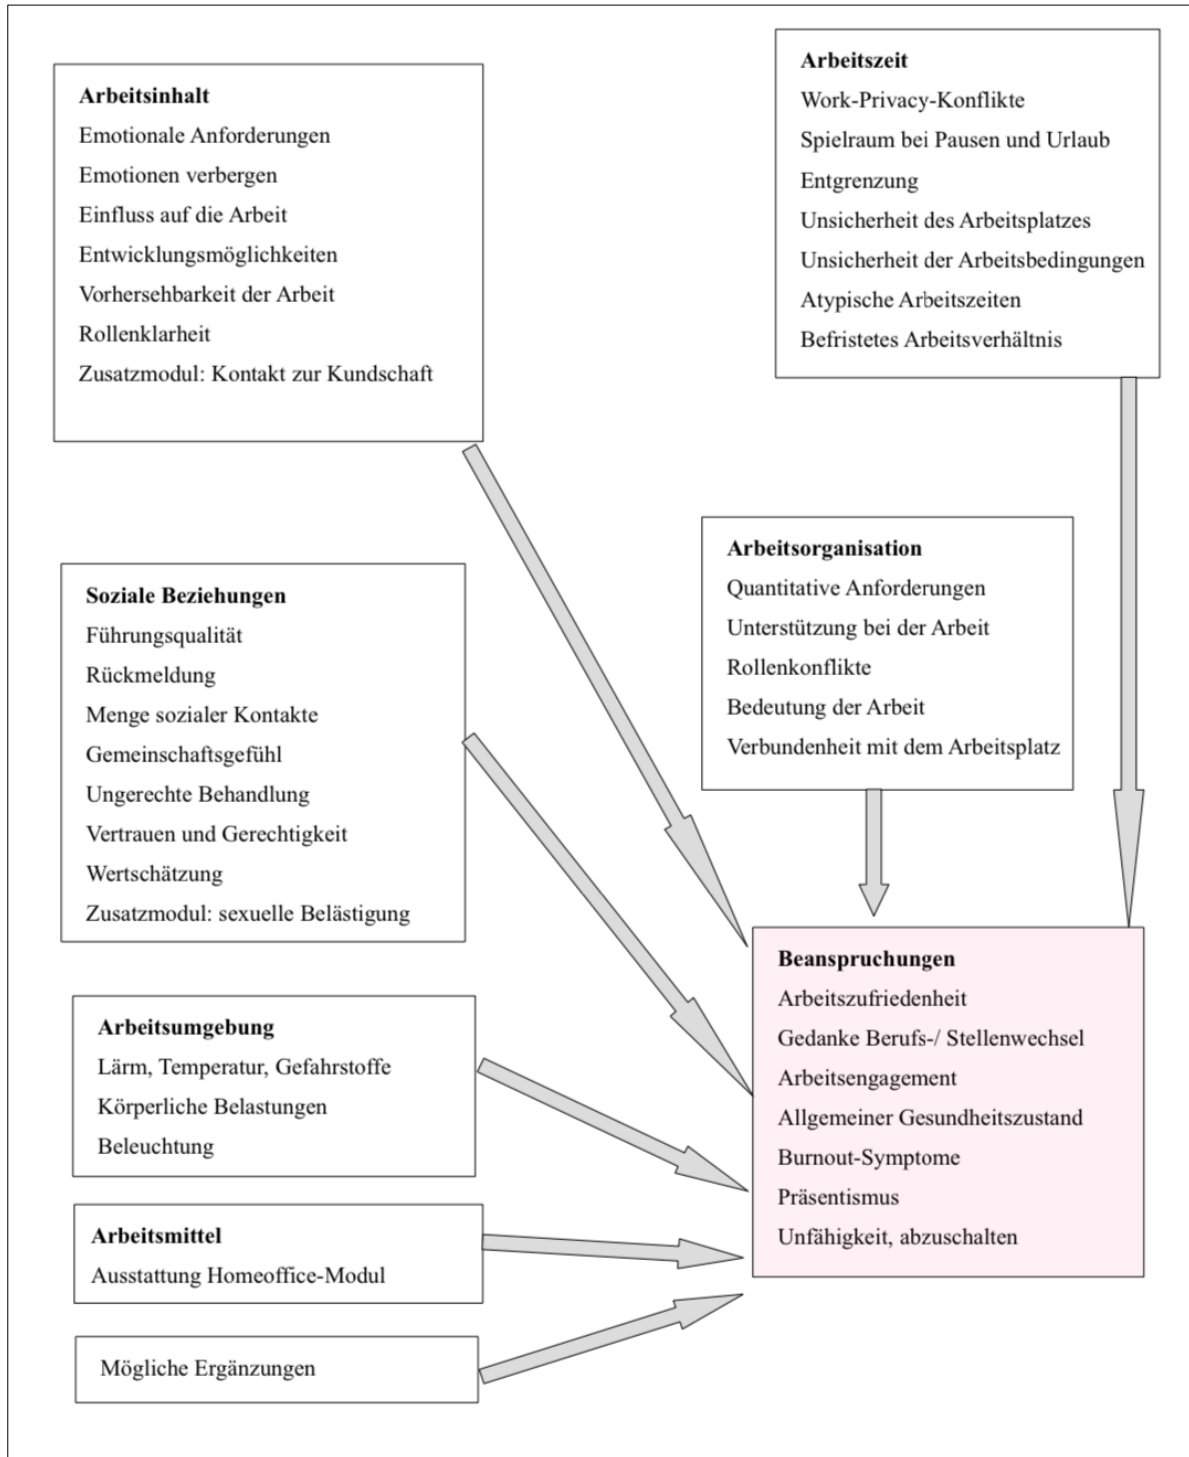 Arbeitsinhalt
Emotionale Anforderungen
Emotionen verbergen
Einfluss auf die Arbeit
Entwicklungsmöglichkeiten
Vorhersehbarkeit der Arbeit
Rollenklarheit
Zusatzmodul: Kontakt zur Kundschaft
Arbeitszeit
Work-Privacy-Konflikte
Spielraum bei Pausen und Urlaub
Entgrenzung
Unsicherheit des Arbeitsplatzes
Unsicherheit der Arbeitsbedingungen
Atypische Arbeitszeiten
Befristetes Arbeitsverhältnis
Soziale Beziehungen
Führungsqualität
Rückmeldung
Menge sozialer Kontakte
Gemeinschaftsgefühl
Ungerechte Behandlung
Vertrauen und Gerechtigkeit
Wertschätzung
Zusatzmodul: sexuelle Belästigung
Arbeitsorganisation
Quantitative Anforderungen
Unterstützung bei der Arbeit
Rollenkonflikte
Bedeutung der Arbeit
Verbundenheit mit dem Arbeitsplatz
Arbeitsumgebung
Lärm, Temperatur, Gefahrstoffe
Körperliche Belastungen
Beleuchtung
Arbeitsmittel
Ausstattung Homeoffice-Modul
Mögliche Ergänzungen
Beanspruchungen
Arbeitszufriedenheit
Gedanke Berufs-/ Stellenwechsel
Arbeitsengagement
Allgemeiner Gesundheitszustand
Burnout-Symptome
Präsentismus
Unfähigkeit, abzuschalten